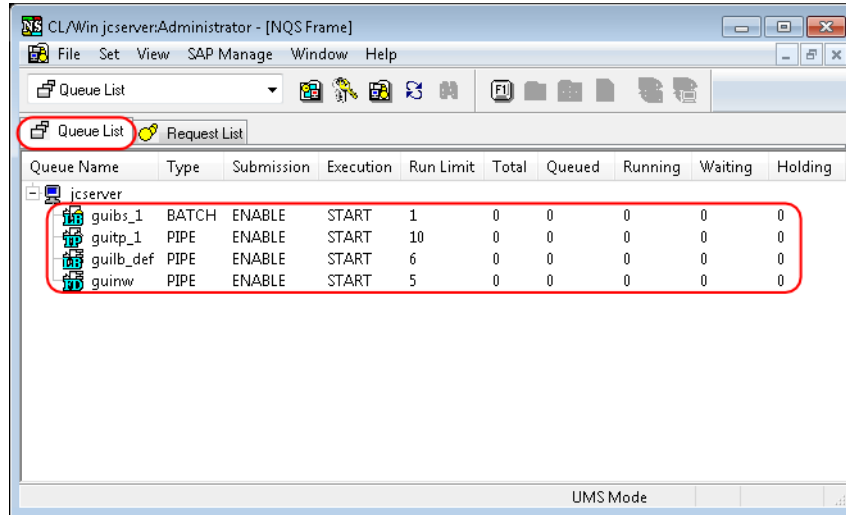 CL/Win jcserver:Administrator - [NQS Frame]
File Set View SAP Manage Window Help
Queue List
Queue List Request List
Queue Name Type Submission Execution Run Limit Total Queued Running Waiting Holding
jcserver
guibs_1 BATCH ENABLE START 1 0 0 0 0 0
guitp_1 PIPE ENABLE START 10 0 0 0 0 0
guilb_def PIPE ENABLE START 6 0 0 0 0 0
guinw PIPE ENABLE START 5 0 0 0 0 0
UMS Mode